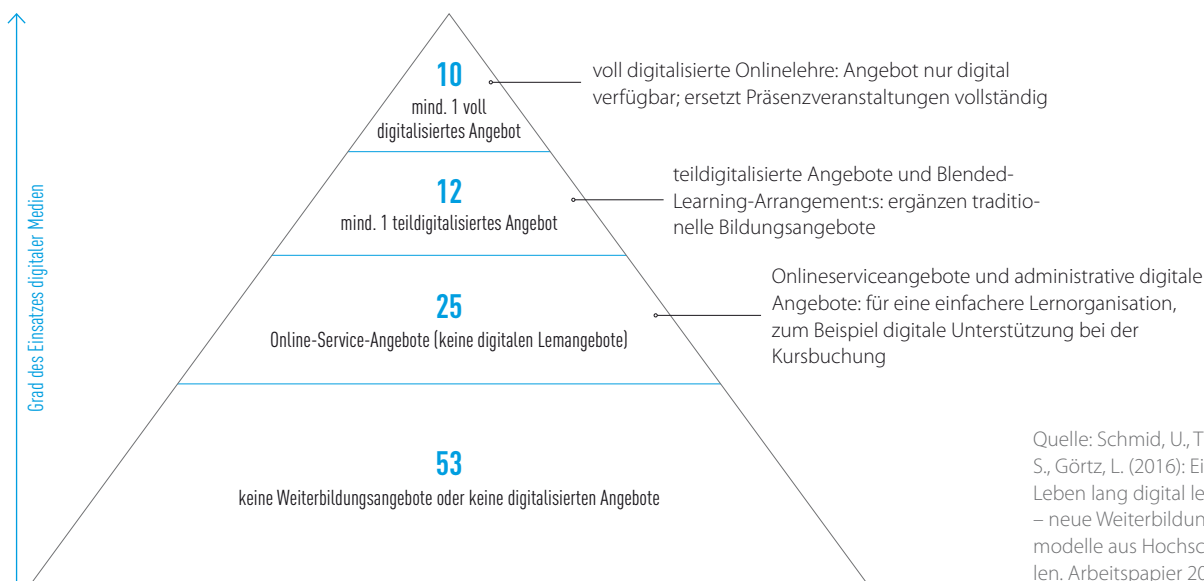 Grad des Einsatzes digitaler Medien
10
mind. 1 voll
digitalisiertes Angebot
voll digitalisierte Onlinelehre: Angebot nur digital
verfügbar; ersetzt Präsenzveranstaltungen vollständig
12
mind. 1 teildigitalisiertes Angebot
teildigitalisierte Angebote und Blended-
Learning-Arrangement:s: ergänzen traditio-
nelle Bildungsangebote
25
Online-Service-Angebote (keine digitalen Lemangebote)
Onlineserviceangebote und administrative digitale
Angebote: für eine einfachere Lernorganisation,
zum Beispiel digitale Unterstützung bei der
Kursbuchung
53
keine Weiterbildungsangebote oder keine digitalisierten Angebote
Quelle: Schmid, U., T
S., Görtz, L. (2016): Ei
Leben lang digital le
– neue Weiterbildun
modelle aus Hochsc
len. Arbeitspapier 20